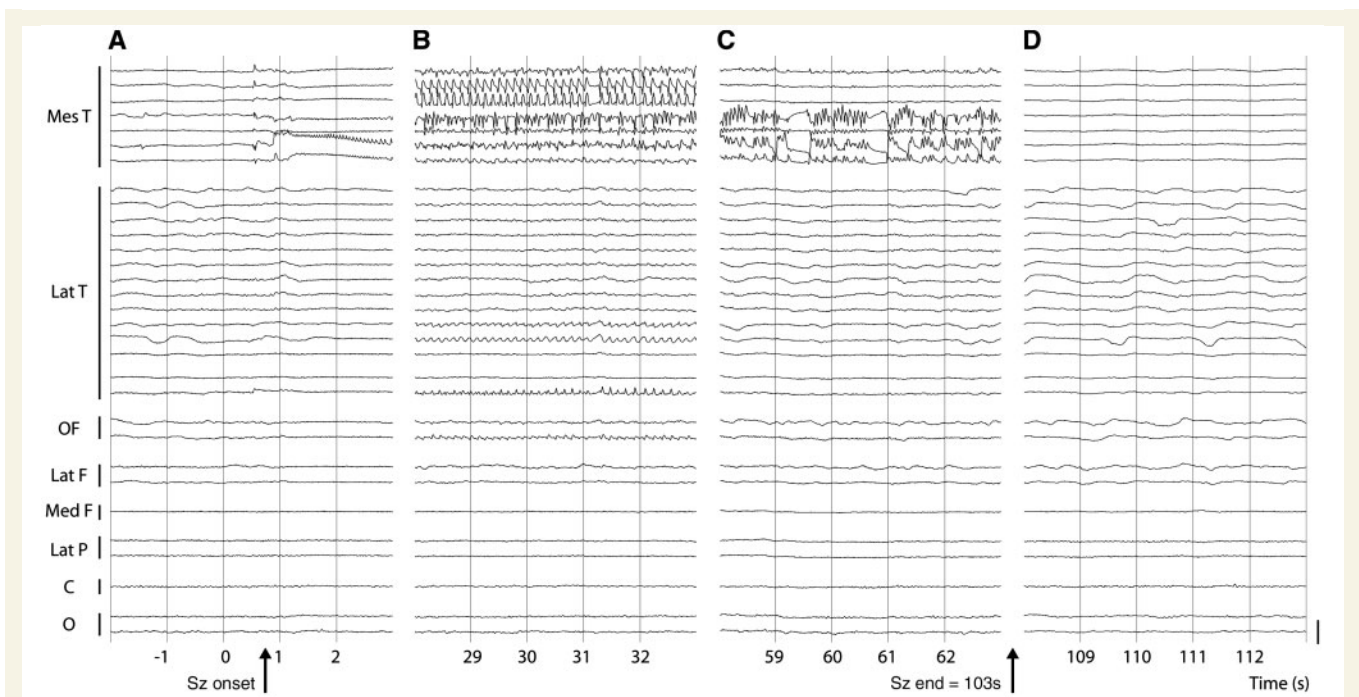 A B C D
Mes T
Lat T
OF
Lat F
Med F
Lat P
C
O
-1 0 1 2 29 30 31 32 59 60 61 62 109 110 111 112
Sz onset Sz end = 103s Time (s)